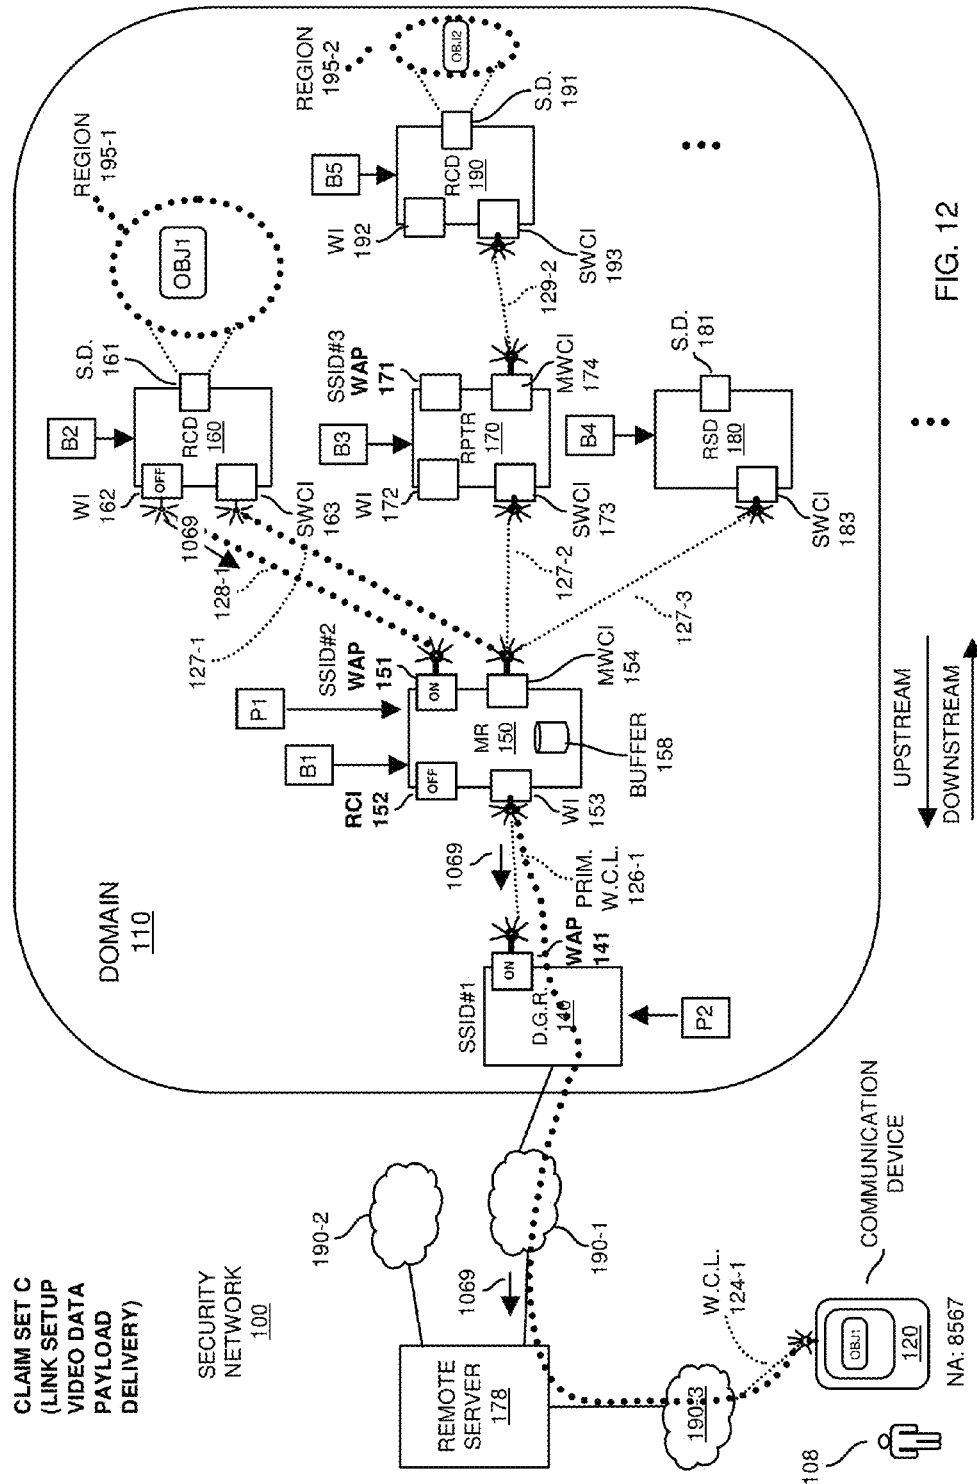 CLAIM SET C
(LINK SETUP
VIDEO DATA
PAYLOAD
DELIVERY)
SECURITY
NETWORK
100
REMOTE
SERVER
178
190-2
190-1
1069
190-3
W.C.L.
124-1
108
OBJ1
120
NA: 8567
COMMUNICATION
DEVICE
DOMAIN
110
SSID#1
D.G.R.
140
ON
WAP
141
P2
1069
PRIM.
W.C.L.
126-1
B1
P1
RCI
152
OFF
WI
153
MR
150
BUFFER
158
SSID#2
WAP
151
ON
MWCI
154
127-1
128-1
1069
127-2
127-3
WI
162
OFF
B2
RCD
160
SWCI
163
S.D.
161
REGION
195-1
OBJ1
B3
WI
172
RPTR
170
SWCI
173
SSID#3
WAP
171
MWCI
174
129-2
B4
RSD
180
SWCI
183
S.D.
181
B5
WI
192
RCD
190
SWCI
193
S.D.
191
REGION
195-2
OBJ2
UPSTREAM
DOWNSTREAM
FIG. 12